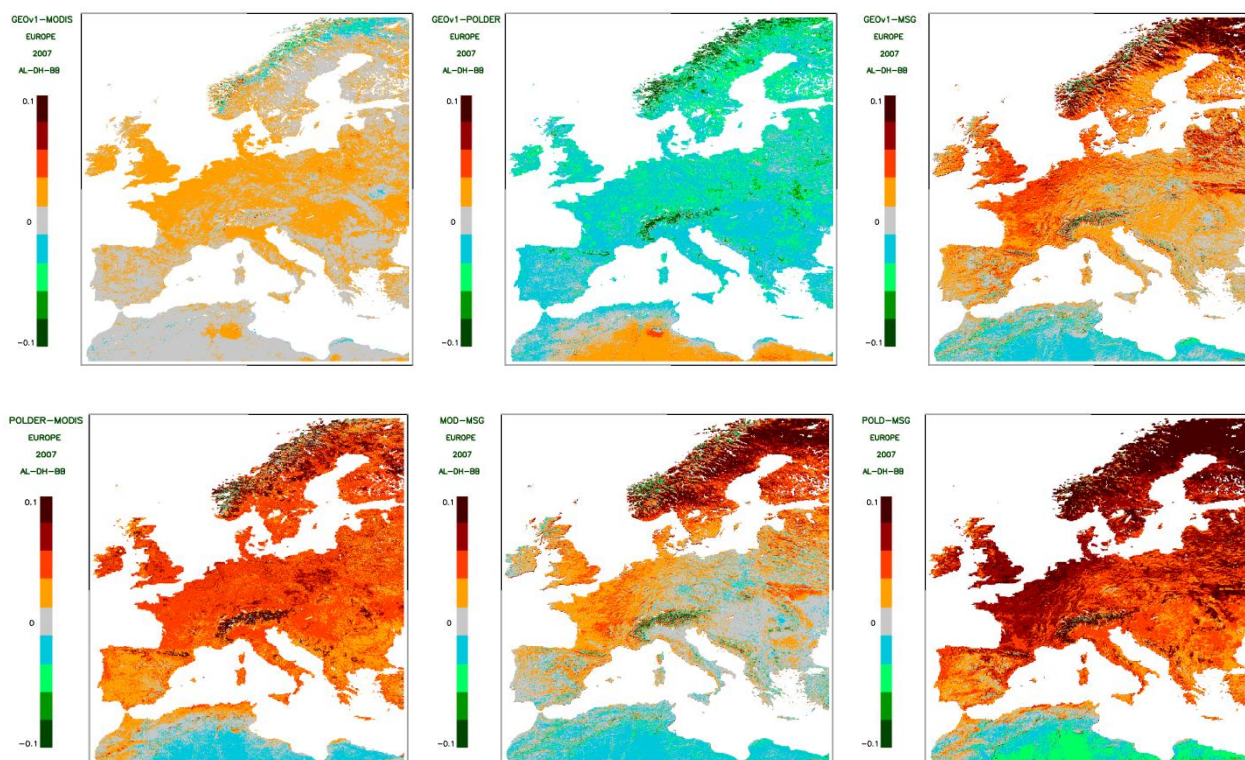 GEOv1-MODIS
EUROPE
2007
AL-DH-BB
0.1
0
-0.1
GEOv1-POLDER
EUROPE
2007
AL-DH-BB
0.1
0
-0.1
GEOv1-MSG
EUROPE
2007
AL-DH-BB
0.1
0
-0.1
POLDER-MODIS
EUROPE
2007
AL-DH-BB
0.1
0
-0.1
MOD-MSG
EUROPE
2007
AL-DH-BB
0.1
0
-0.1
POLD-MSG
EUROPE
2007
AL-DH-BB
0.1
0
-0.1